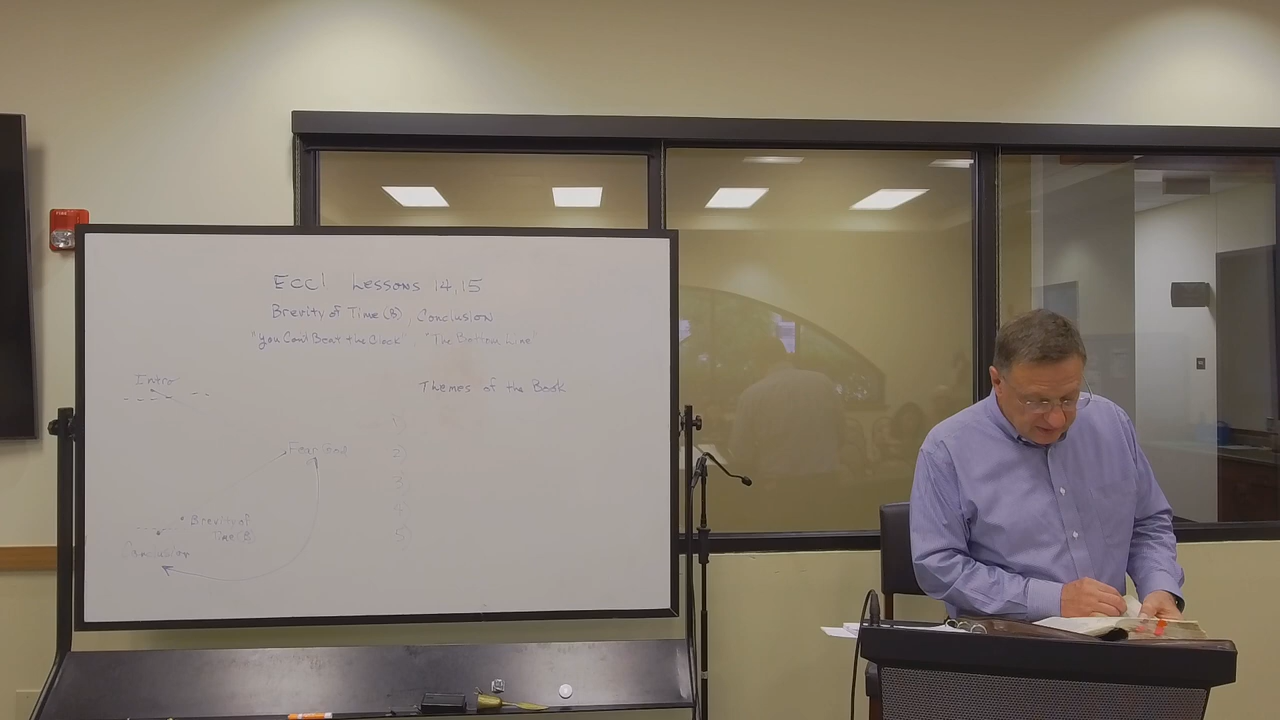 FIRE
Eccl Lessons 14,15
Brevity of Time (B), Conclusion
"You Can't Beat the Clock", "The Bottom Line"
Intro
Themes of the Book
1)
Fear God
2)
3)
4)
Brevity of
Time (B)
5)
Conclusion